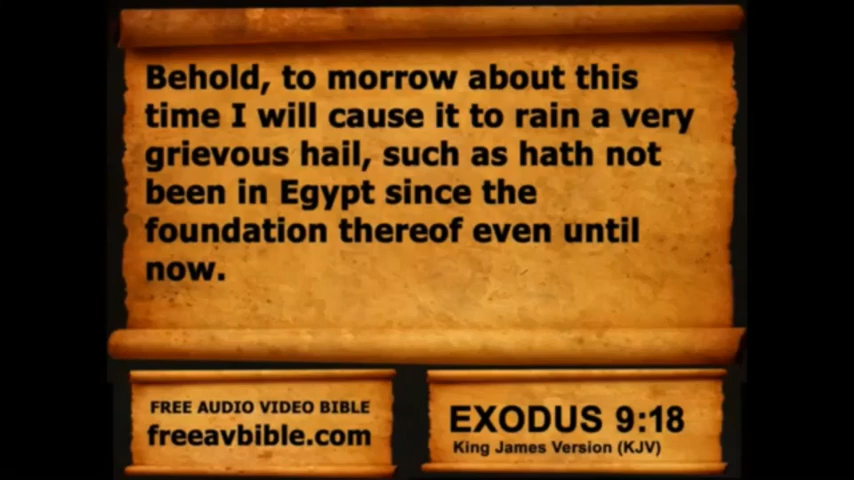 Behold, to morrow about this
time I will cause it to rain a very
grievous hail, such as hath not
been in Egypt since the
foundation thereof even until
now.
FREE AUDIO VIDEO BIBLE
freeavbible.com
EXODUS 9:18
King James Version (KJV)